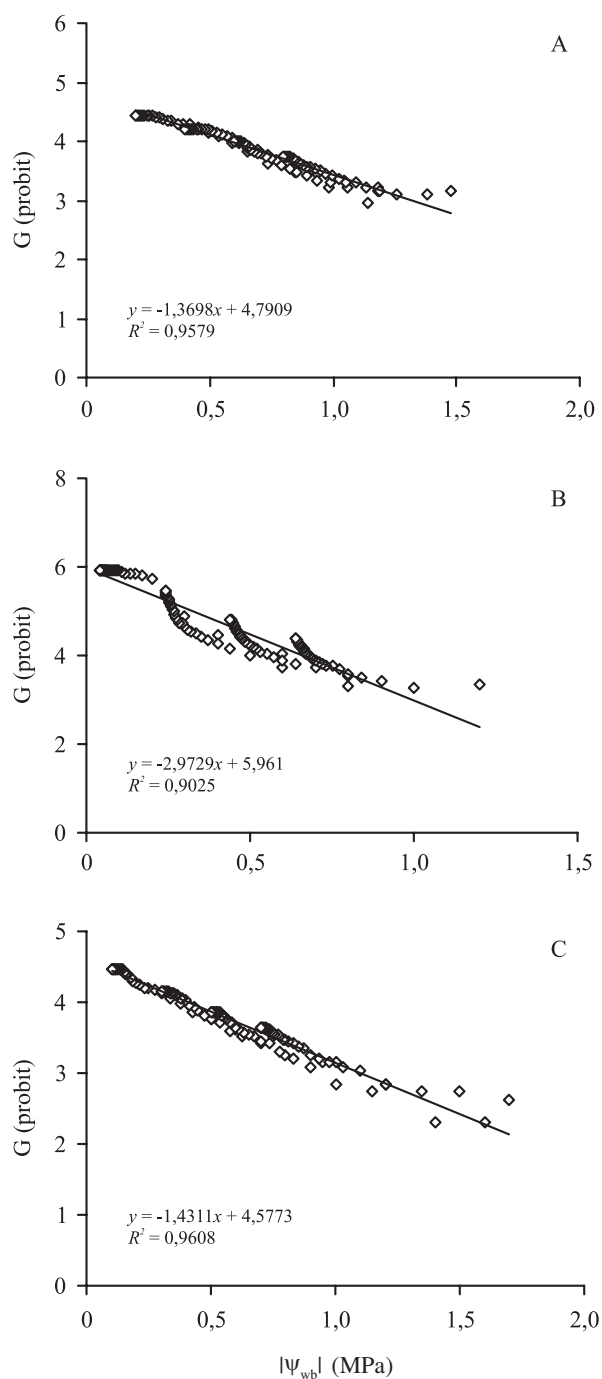 A
6
5
4
3
2
1
0
G (probit)
y = -1,3698x + 4,7909
R² = 0,9579
0 0,5 1,0 1,5 2,0
B
8
6
4
2
0
G (probit)
y = -2,9729x + 5,961
R² = 0,9025
0 0,5 1,0 1,5
C
5
4
3
2
1
0
G (probit)
y = -1,4311x + 4,5773
R² = 0,9608
0 0,5 1,0 1,5 2,0
|ψwb| (MPa)